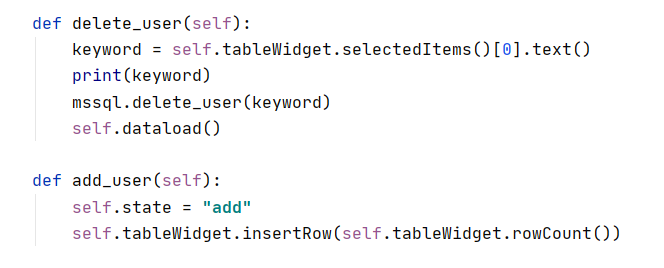 def delete_user(self):
    keyword = self.tableWidget.selectedItems()[0].text()
    print(keyword)
    mssql.delete_user(keyword)
    self.dataload()

def add_user(self):
    self.state = "add"
    self.tableWidget.insertRow(self.tableWidget.rowCount())